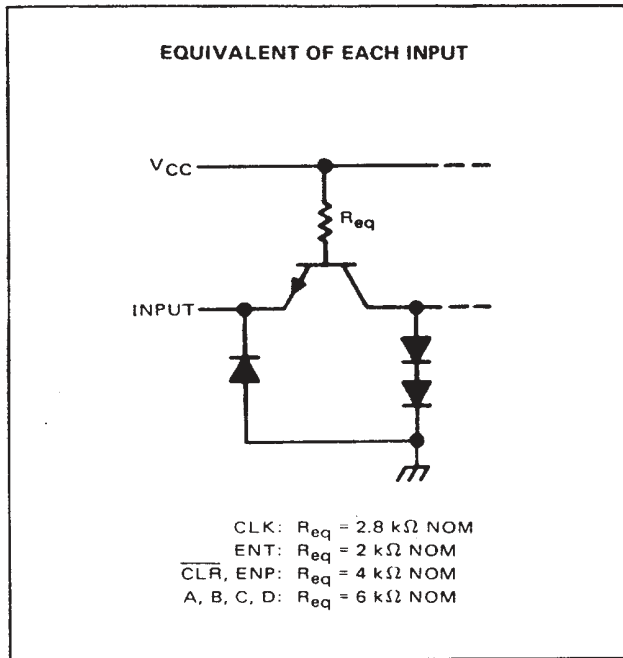 EQUIVALENT OF EACH INPUT
VCC
Req
INPUT
CLK: Req = 2.8 kΩ NOM
ENT: Req = 2 kΩ NOM
C̅L̅R̅, ENP: Req = 4 kΩ NOM
A, B, C, D: Req = 6 kΩ NOM